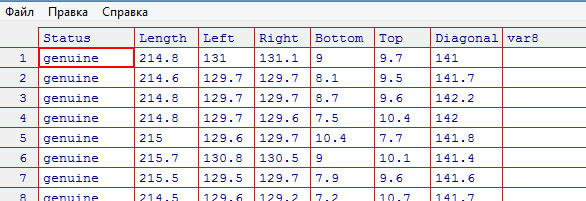 Файл Правка Справка
Status Length Left Right Bottom Top Diagonal var8
1 genuine 214.8 131 131.1 9 9.7 141
2 genuine 214.6 129.7 129.7 8.1 9.5 141.7
3 genuine 214.8 129.7 129.7 8.7 9.6 142.2
4 genuine 214.8 129.7 129.6 7.5 10.4 142
5 genuine 215 129.6 129.7 10.4 7.7 141.8
6 genuine 215.7 130.8 130.5 9 10.1 141.4
7 genuine 215.5 129.5 129.7 7.9 9.6 141.6
8 genuine 214.5 129.6 129.2 7.2 10.7 141.7